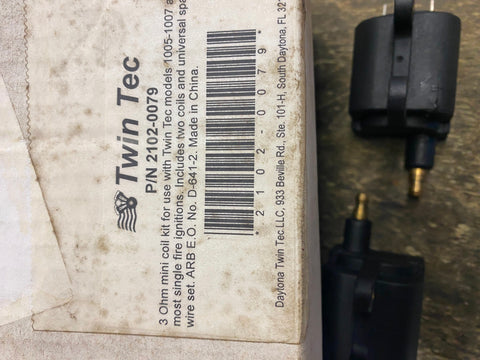 Twin Tec
P/N 2102-0079
3 Ohm mini coil kit for use with Twin Tec models 1005-1007 a
most single fire ignitions. Includes two coils and universal spa
wire set. ARB E.O. No. D-641-2. Made in China.
*2102-0079*
Daytona Twin Tec LLC, 933 Beville Rd., Ste. 101-H, South Daytona, FL 32